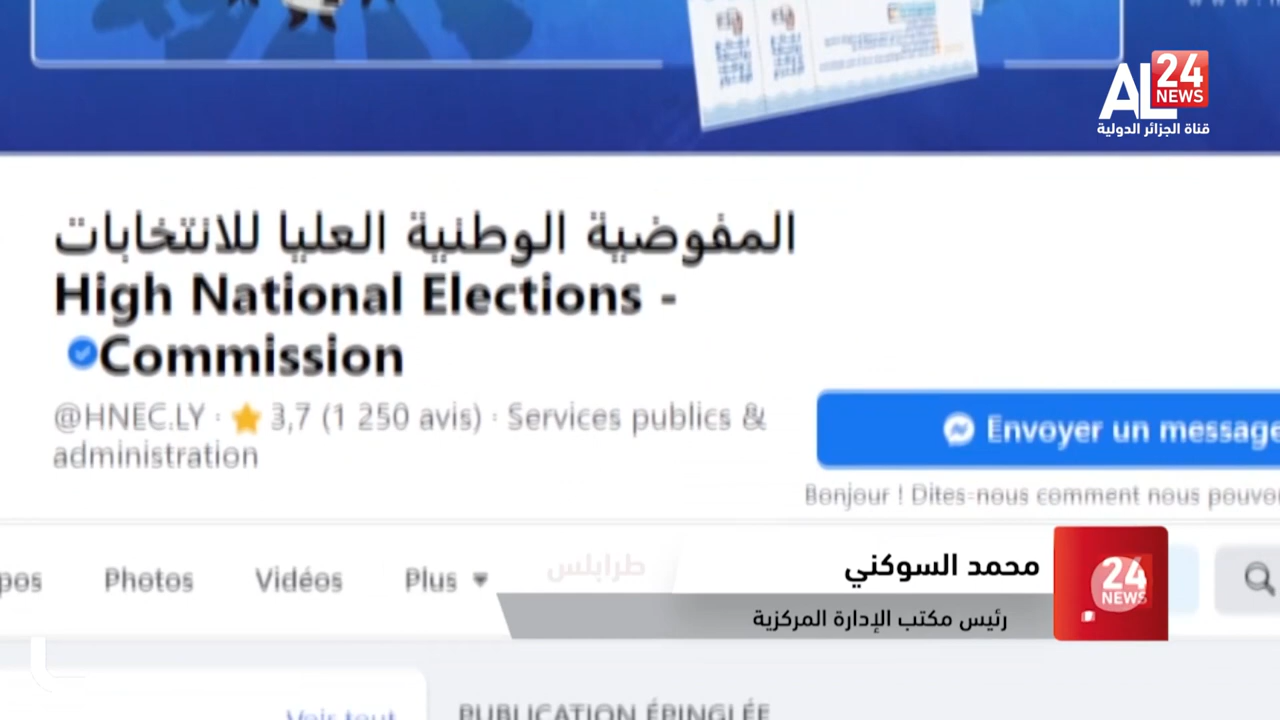 AL
24
NEWS
قناة الجزائر الدولية
المفوضية الوطنية العليا للانتخابات
High National Elections -
Commission
@HNEC.LY · 3,7 (1 250 avis) · Services publics &
administration
Envoyer un message
Bonjour ! Dites-nous comment nous
pos Photos Vidéos Plus
طرابلس
محمد السوكني
24
NEWS
رئيس مكتب الإدارة المركزية
Voir tout
PUBLICATION ÉPINGLÉE